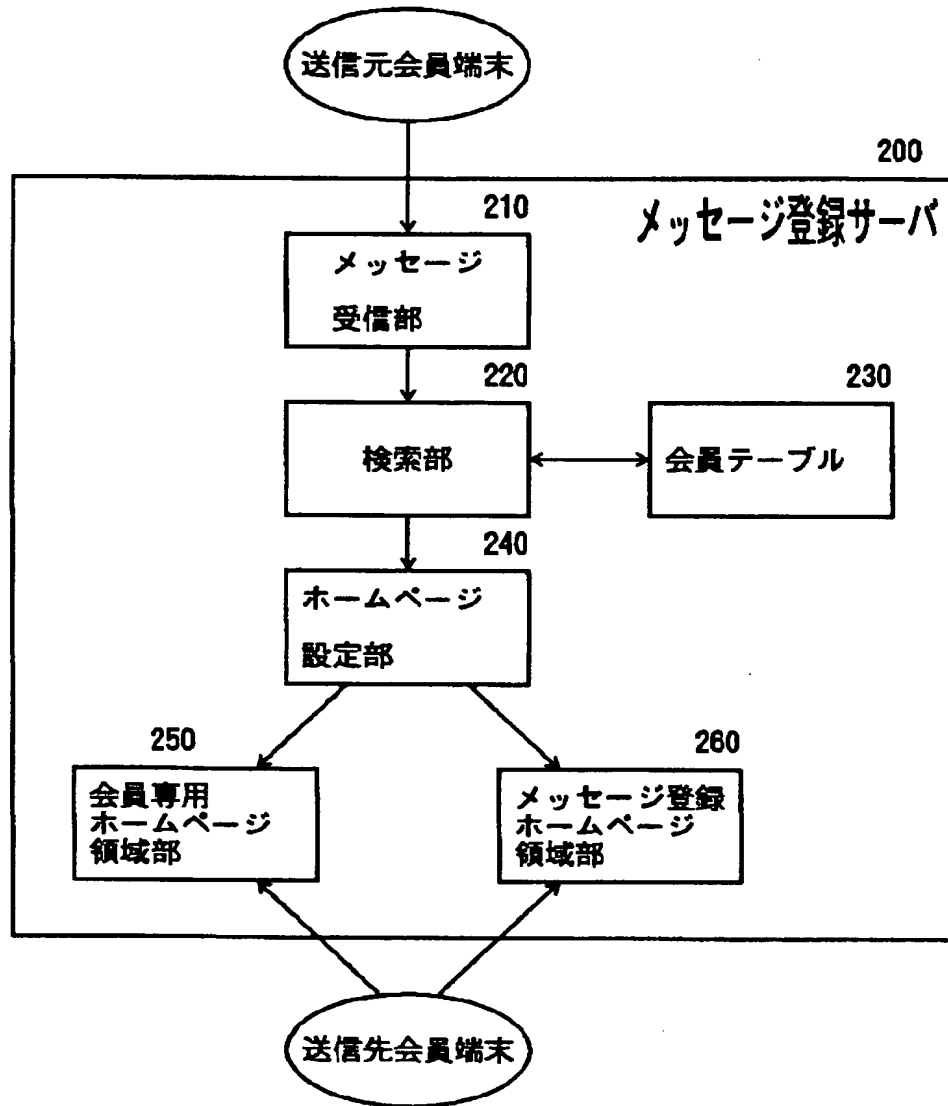 送信元会員端末
200
メッセージ登録サーバ
210
メッセージ
受信部
220
検索部
230
会員テーブル
240
ホームページ
設定部
250
会員専用
ホームページ
領域部
260
メッセージ登録
ホームページ
領域部
送信先会員端末